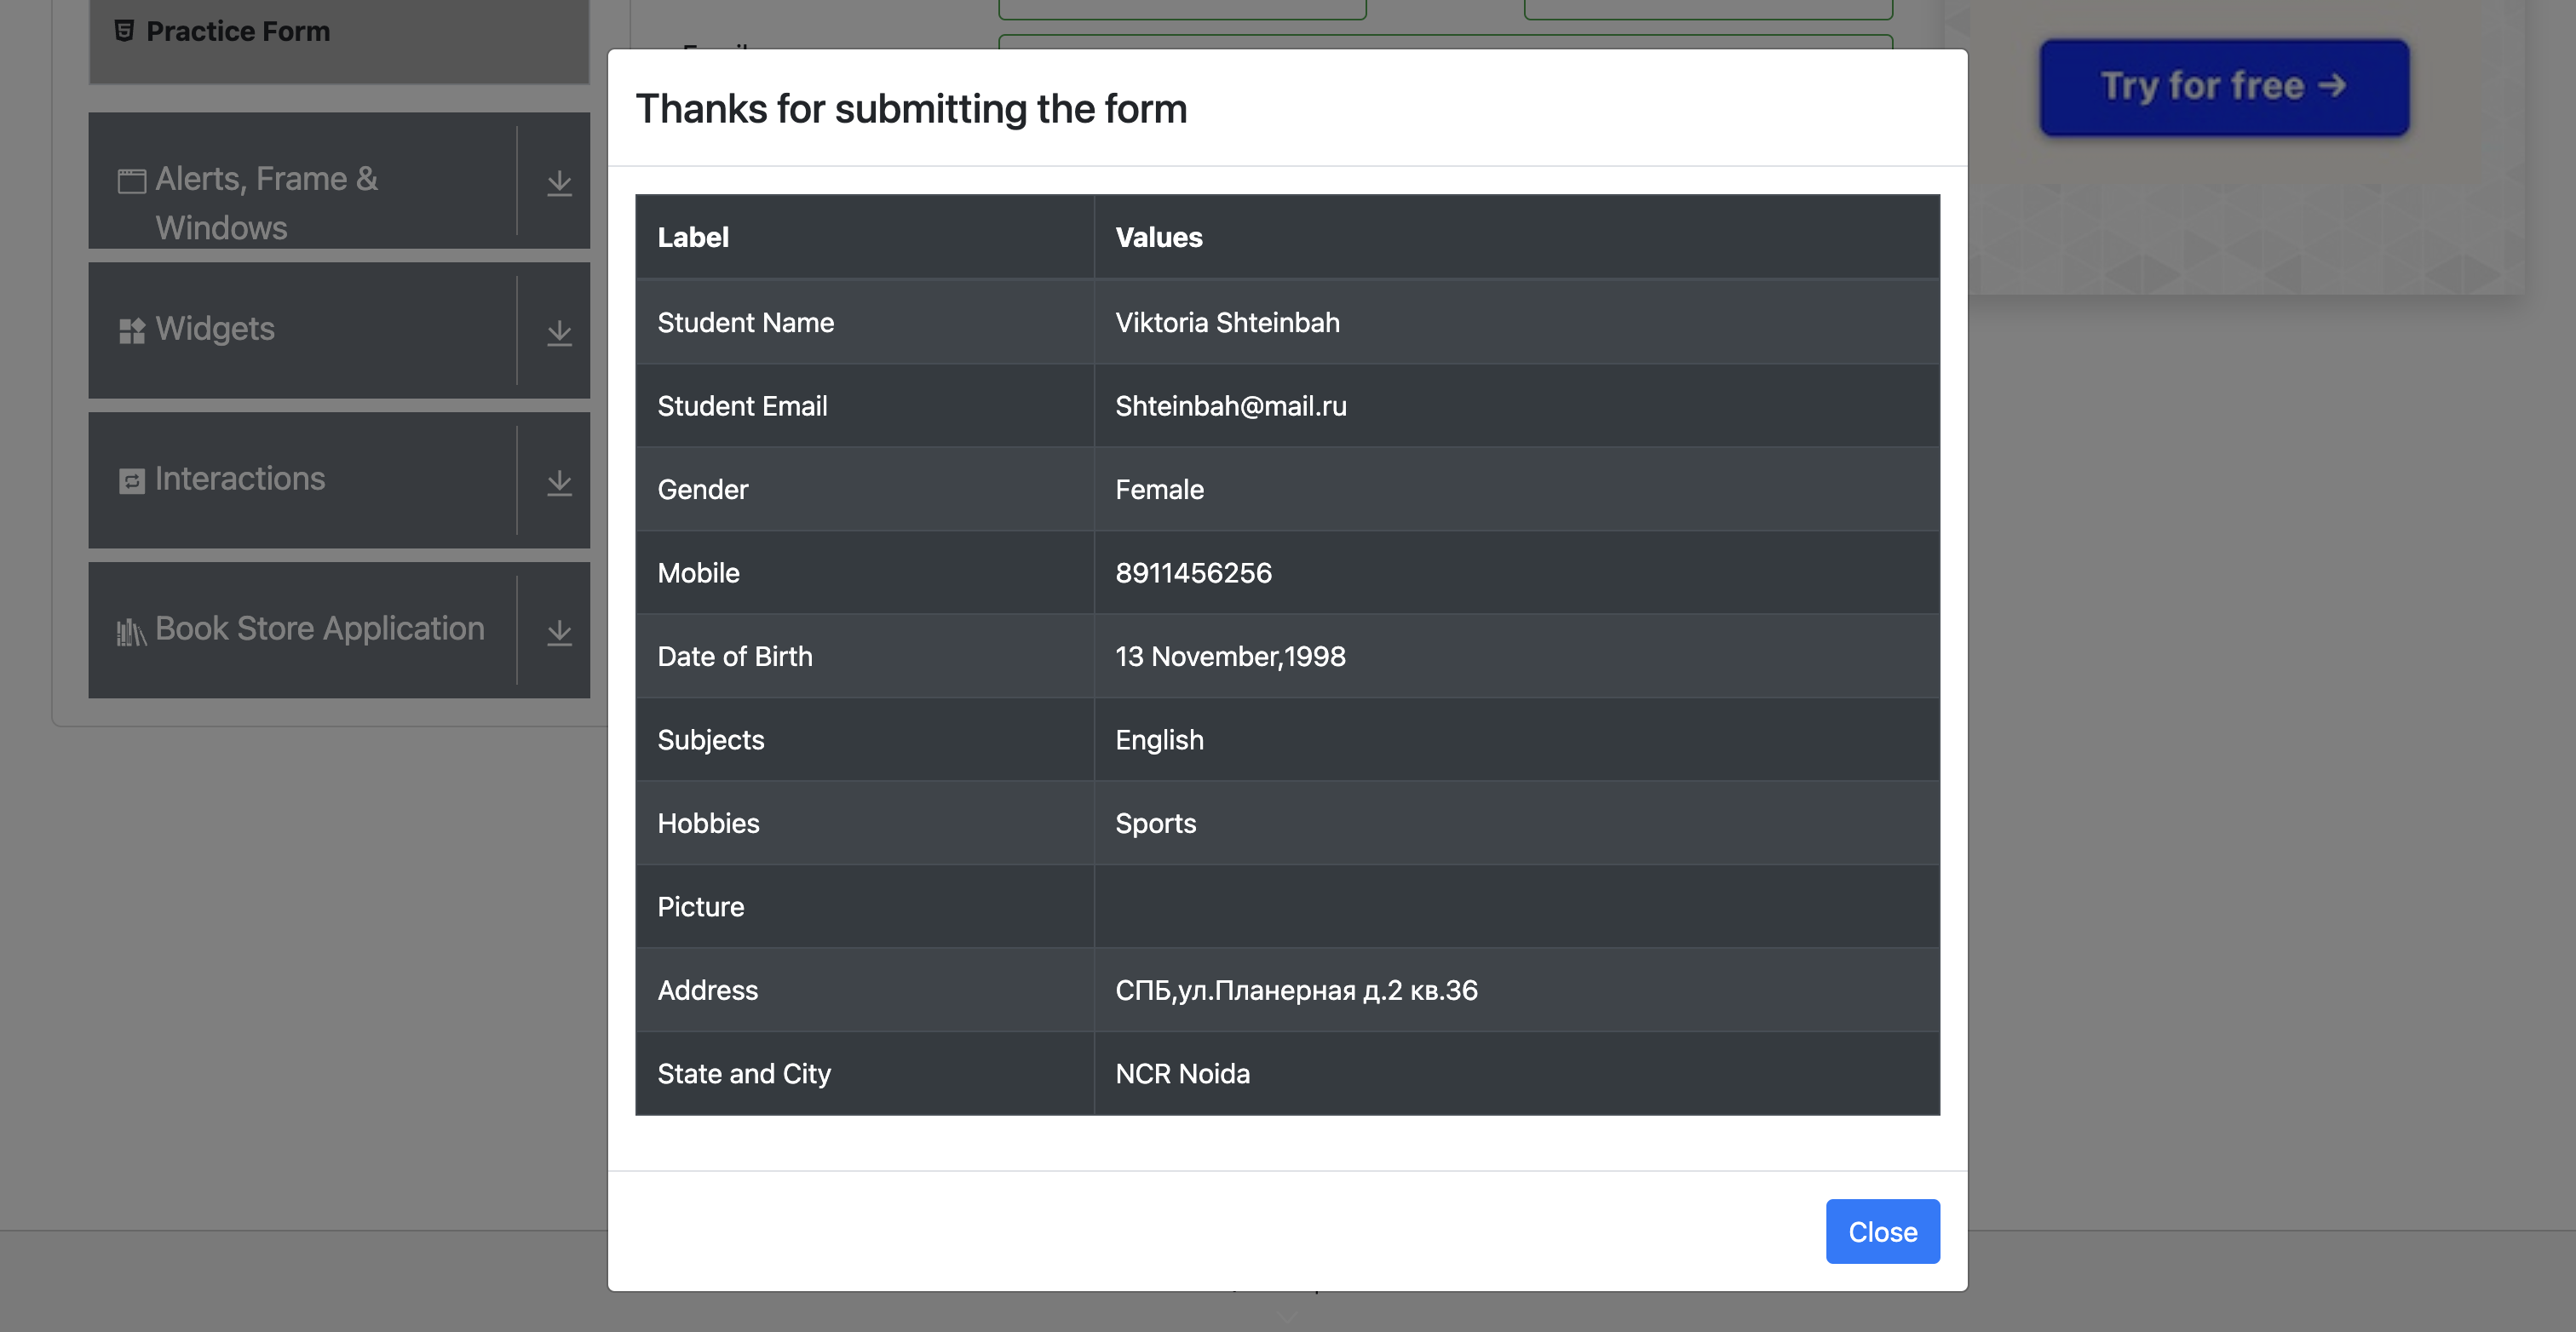 Practice Form
Alerts, Frame &
Windows
Widgets
Interactions
Book Store Application
Try for free →
Thanks for submitting the form
Label Values
Student Name Viktoria Shteinbah
Student Email Shteinbah@mail.ru
Gender Female
Mobile 8911456256
Date of Birth 13 November,1998
Subjects English
Hobbies Sports
Picture
Address СПБ,ул.Планерная д.2 кв.36
State and City NCR Noida
Close